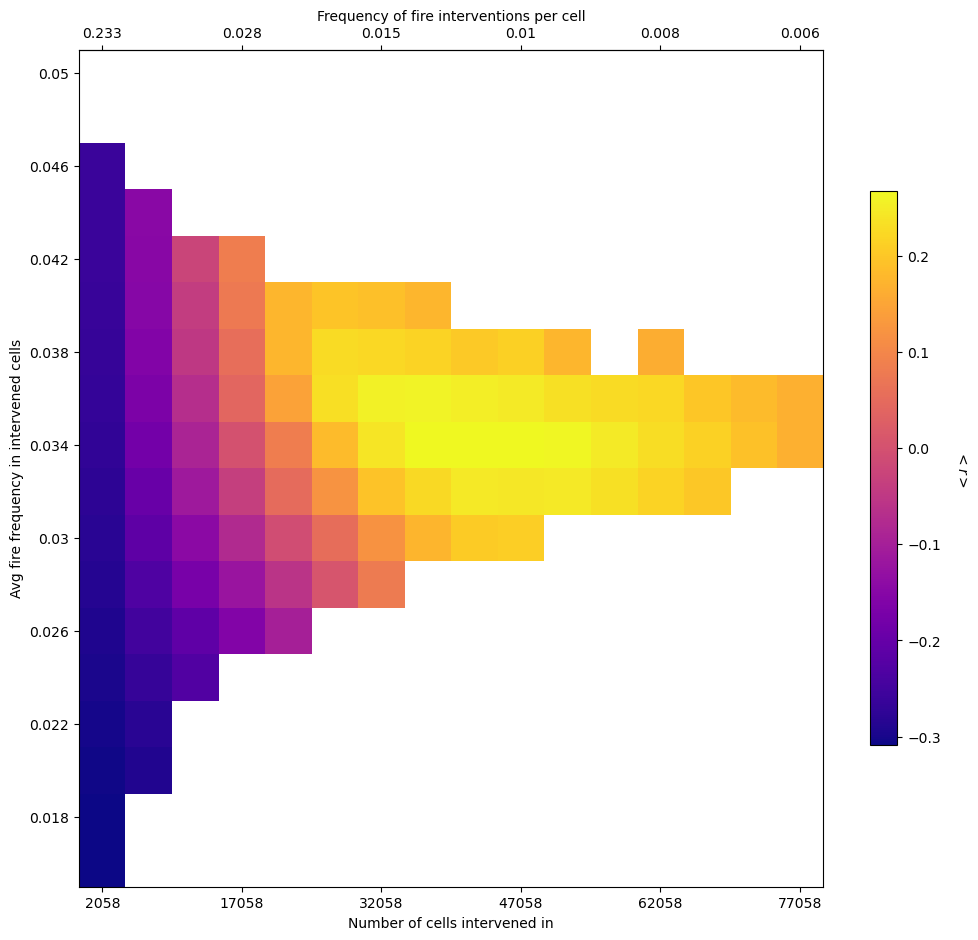 Frequency of fire interventions per cell
0.233 0.028 0.015 0.01 0.008 0.006
0.05
0.046
0.042
0.038
0.034
0.03
0.026
0.022
0.018
Avg fire frequency in intervened cells
2058 17058 32058 47058 62058 77058
Number of cells intervened in
0.2
0.1
0.0
−0.1
−0.2
−0.3
< r >